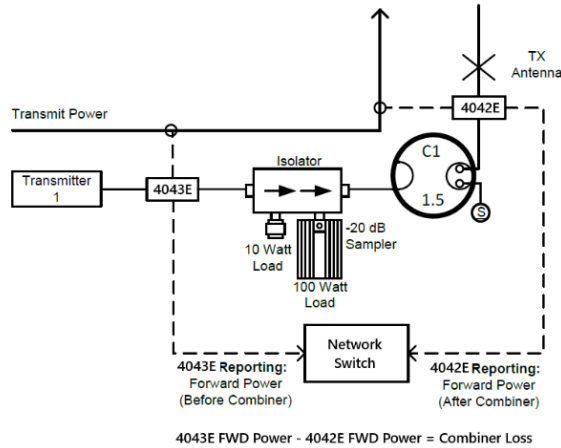 TX
Antenna
Transmit Power
4042E
Transmitter
1
4043E
Isolator
C1
1.5
S
-20 dB
Sampler
10 Watt
Load
100 Watt
Load
Network
Switch
4043E Reporting:
Forward Power
(Before Combiner)
4042E Reporting:
Forward Power
(After Combiner)
4043E FWD Power - 4042E FWD Power = Combiner Loss